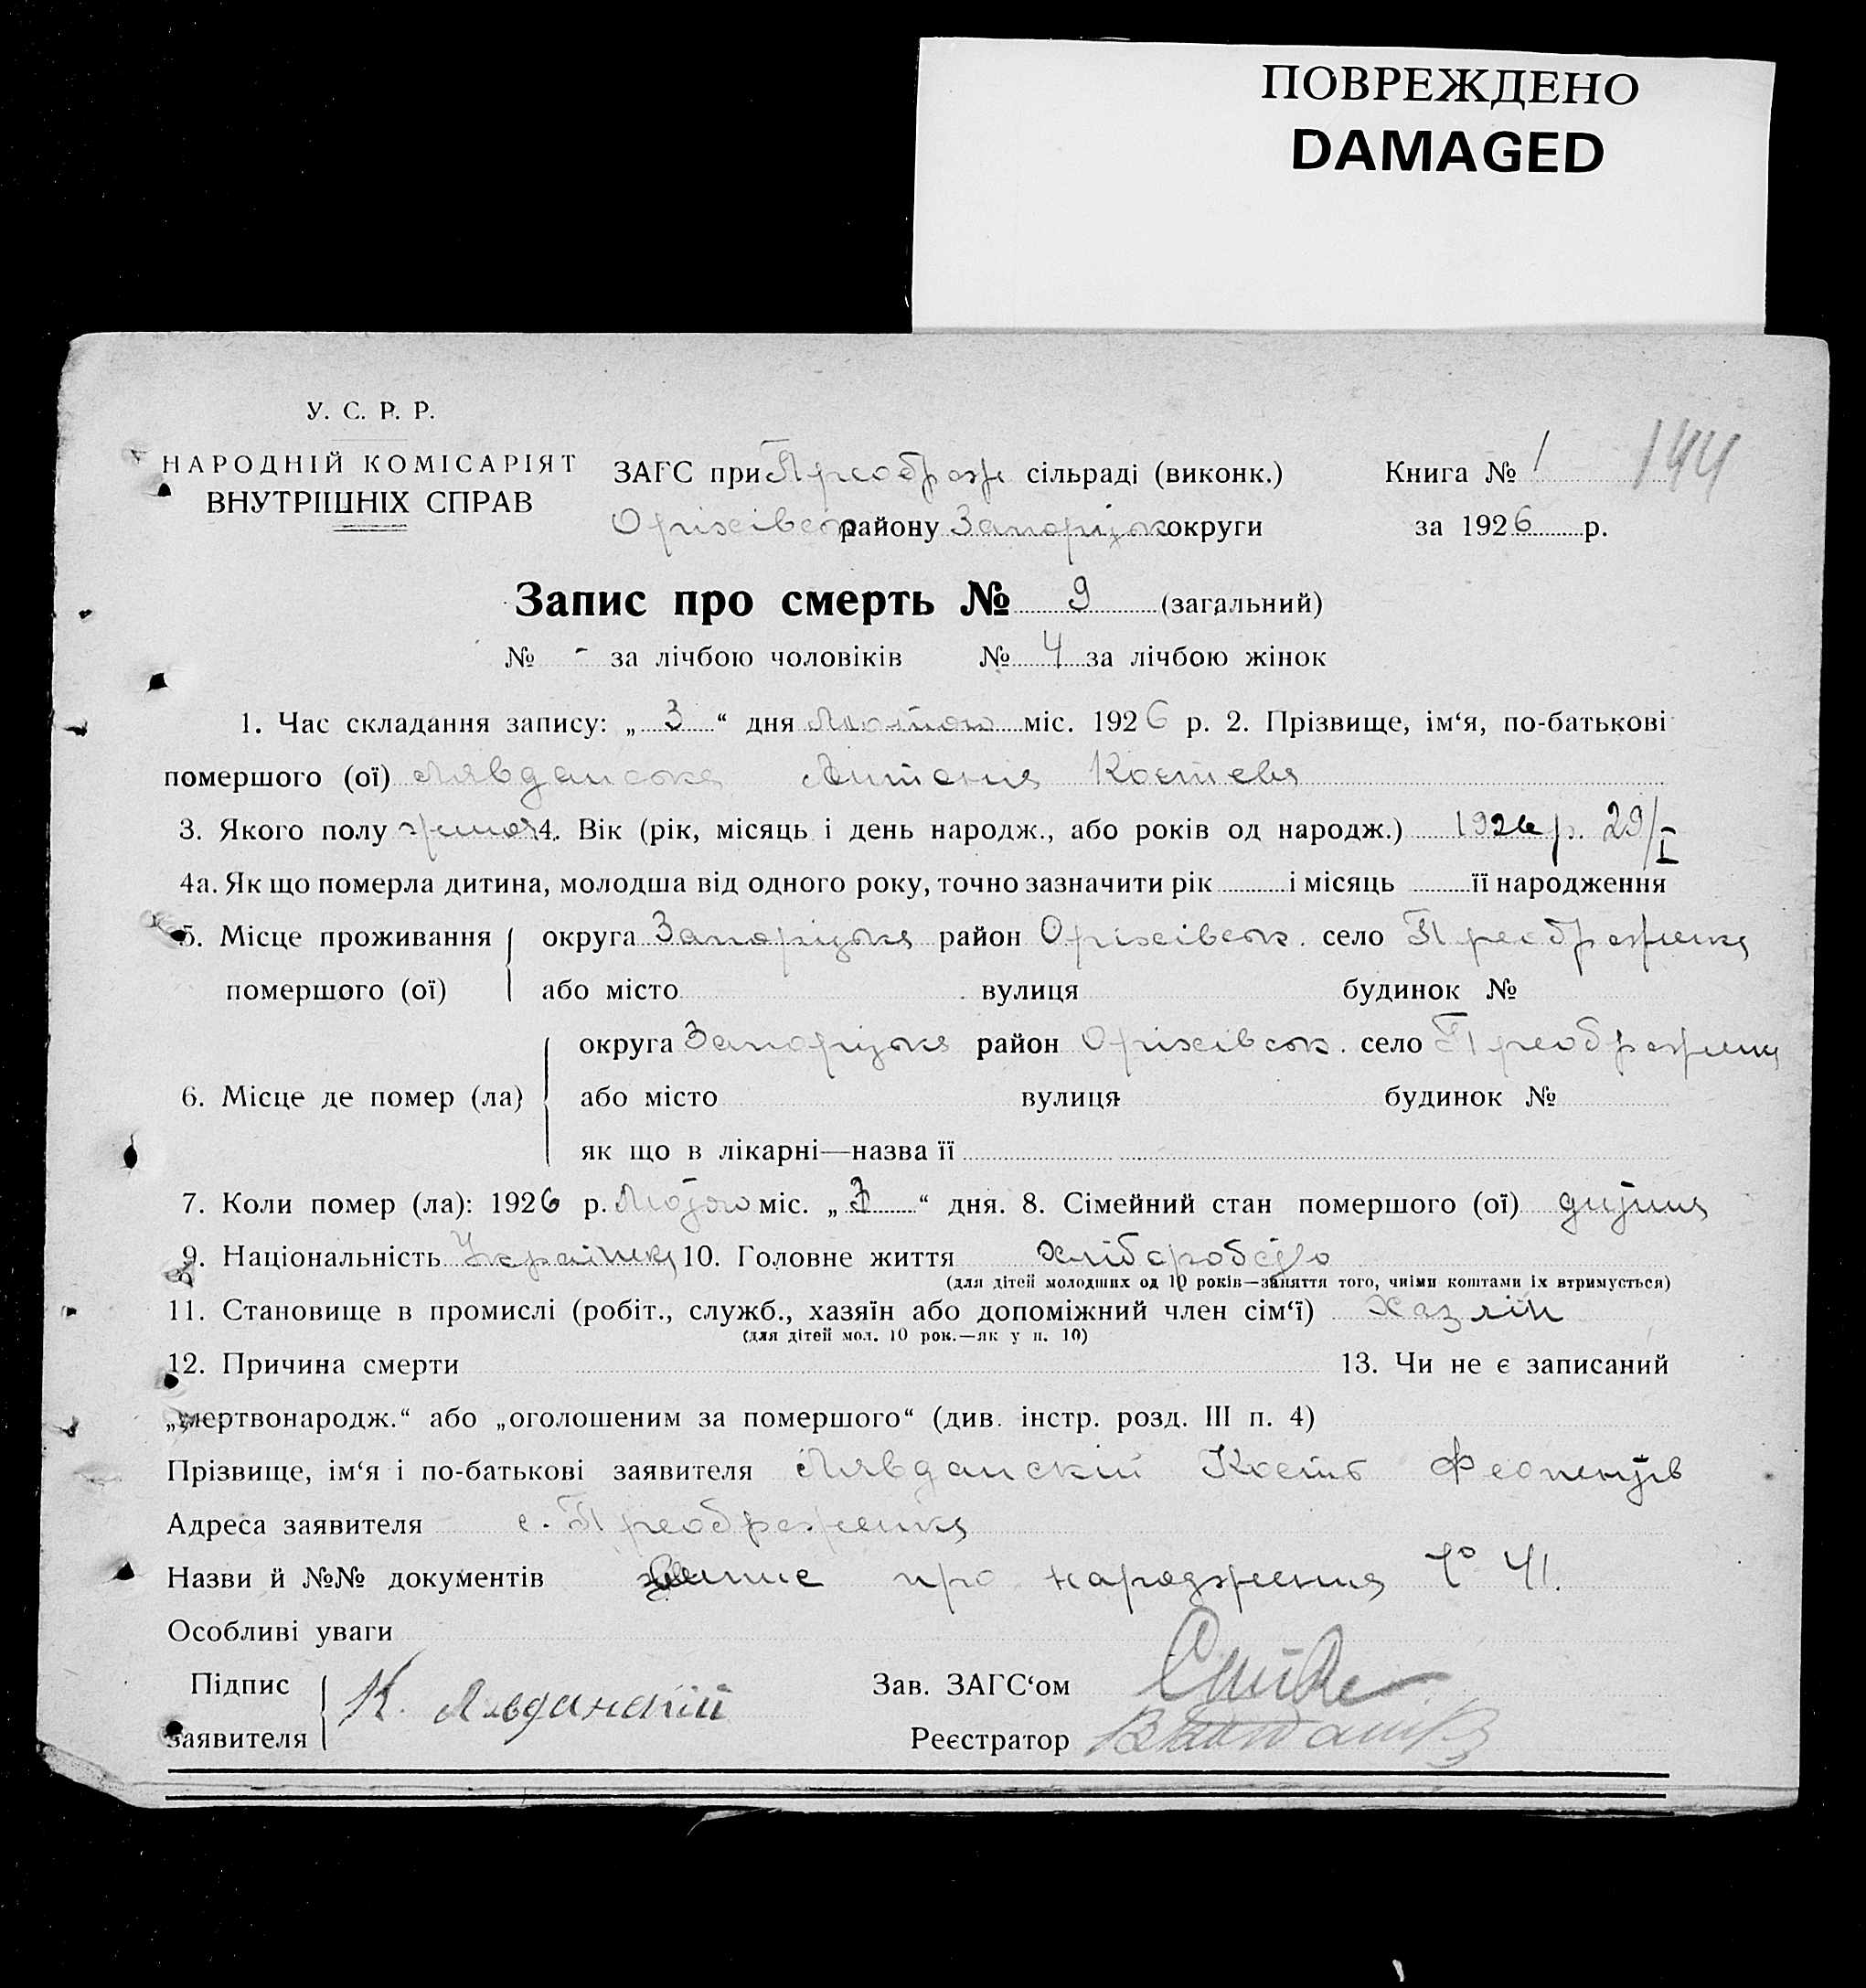 ПОВРЕЖДЕНО
DAMAGED
У. С. Р. Р.
НАРОДНІЙ КОМІСАРІЯТ
ВНУТРІШНІХ СПРАВ
ЗАГС при Преображ сільраді (виконк.)
Оріхівськ району Запоріжськ округи
Книга № 1 144
за 1926 р.
Запис про смерть № 9 (загальний)
№ - за лічбою чоловіків № 4 за лічбою жінок
1. Час складання запису: „ 3 “ дня Лютого міс. 1926 р. 2. Прізвище, ім‘я, по-батькові
помершого (ої) Лявданська Антоння Костева
3. Якого полу жіноч 4. Вік (рік, місяць і день народж., або років од народж.) 1926 р. 29/I
4а. Як що померла дитина, молодша від одного року, точно зазначити рік і місяць її народження
5. Місце проживання округа Запоріцька район Оріхівськ. село Преображенка
помершого (ої) або місто вулиця будинок №
округа Запоріцька район Оріхівськ. село Преображенц
6. Місце де помер (ла) або місто вулиця будинок №
як що в лікарні—назва її
7. Коли помер (ла): 1926 р. Лютого міс. „ 3 “ дня. 8. Сімейний стан помершого (ої) дитина
9. Національність Українка 10. Головне життя хліборобство
(для дітей молодших од 10 років—заняття того, чиїми коштами їх втримується)
11. Становище в промислі (робіт., служб., хазяїн або допоміжний член сім‘ї) Хазяїн
(для дітей мол. 10 рок.—як у п. 10)
12. Причина смерти 13. Чи не є записаний
„мертвонародж.“ або „оголошеним за помершого“ (див. інстр. розд. III п. 4)
Прізвище, ім‘я і по-батькові заявителя Лявданскій Кость
Адреса заявителя с. Преображенка
Назви й №№ документів про народження № 41.
Особливі уваги
Підпис
заявителя К. Лявданскій
Зав. ЗАГС‘ом
Реєстратор